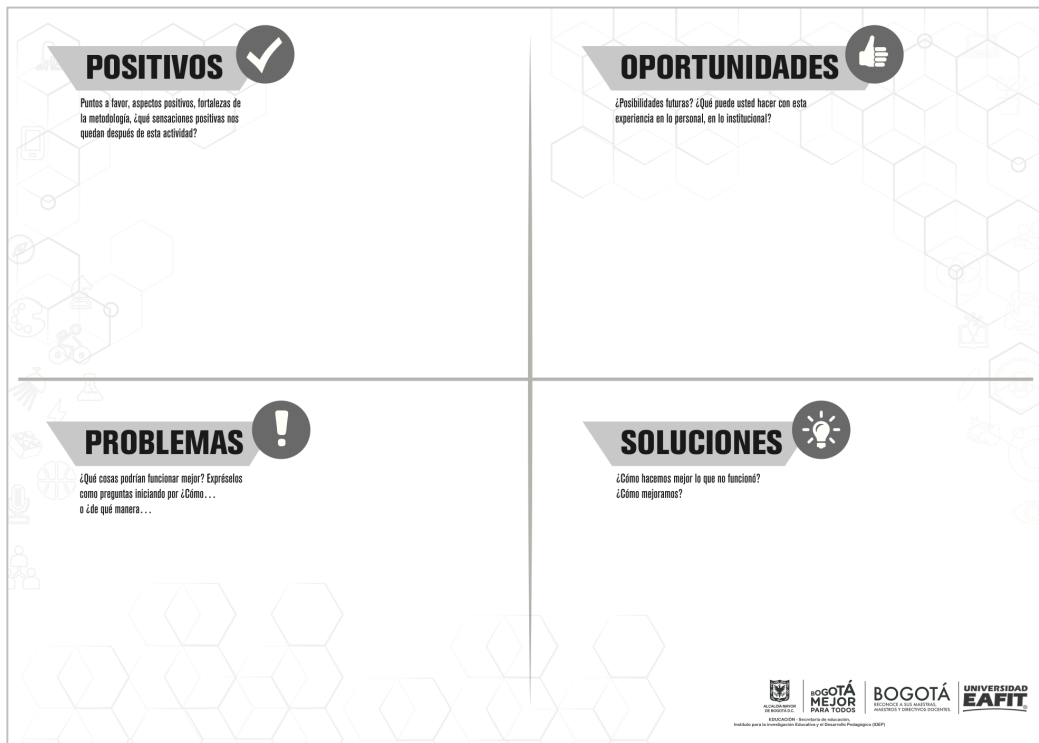 POSITIVOS
Puntos a favor, aspectos positivos, fortalezas de
la metodología, ¿qué sensaciones positivas nos
quedan después de esta actividad?
OPORTUNIDADES
¿Posibilidades futuras? ¿Qué puede usted hacer con esta
experiencia en lo personal, en lo institucional?
PROBLEMAS
¿Qué cosas podrían funcionar mejor? Expréselos
como preguntas iniciando por ¿Cómo...
o ¿de qué manera...
SOLUCIONES
¿Cómo hacemos mejor lo que no funcionó?
¿Cómo mejoramos?
ALCALDÍA MAYOR
DE BOGOTÁ D.C.
BOGOTÁ
MEJOR
PARA TODOS
BOGOTÁ
RECONOCE A SUS MAESTRAS,
MAESTROS Y DIRECTIVOS DOCENTES
UNIVERSIDAD
EAFIT
EDUCACIÓN - Secretaría de educación,
Instituto para la investigación Educativa y el Desarrollo Pedagógico (IDEP)